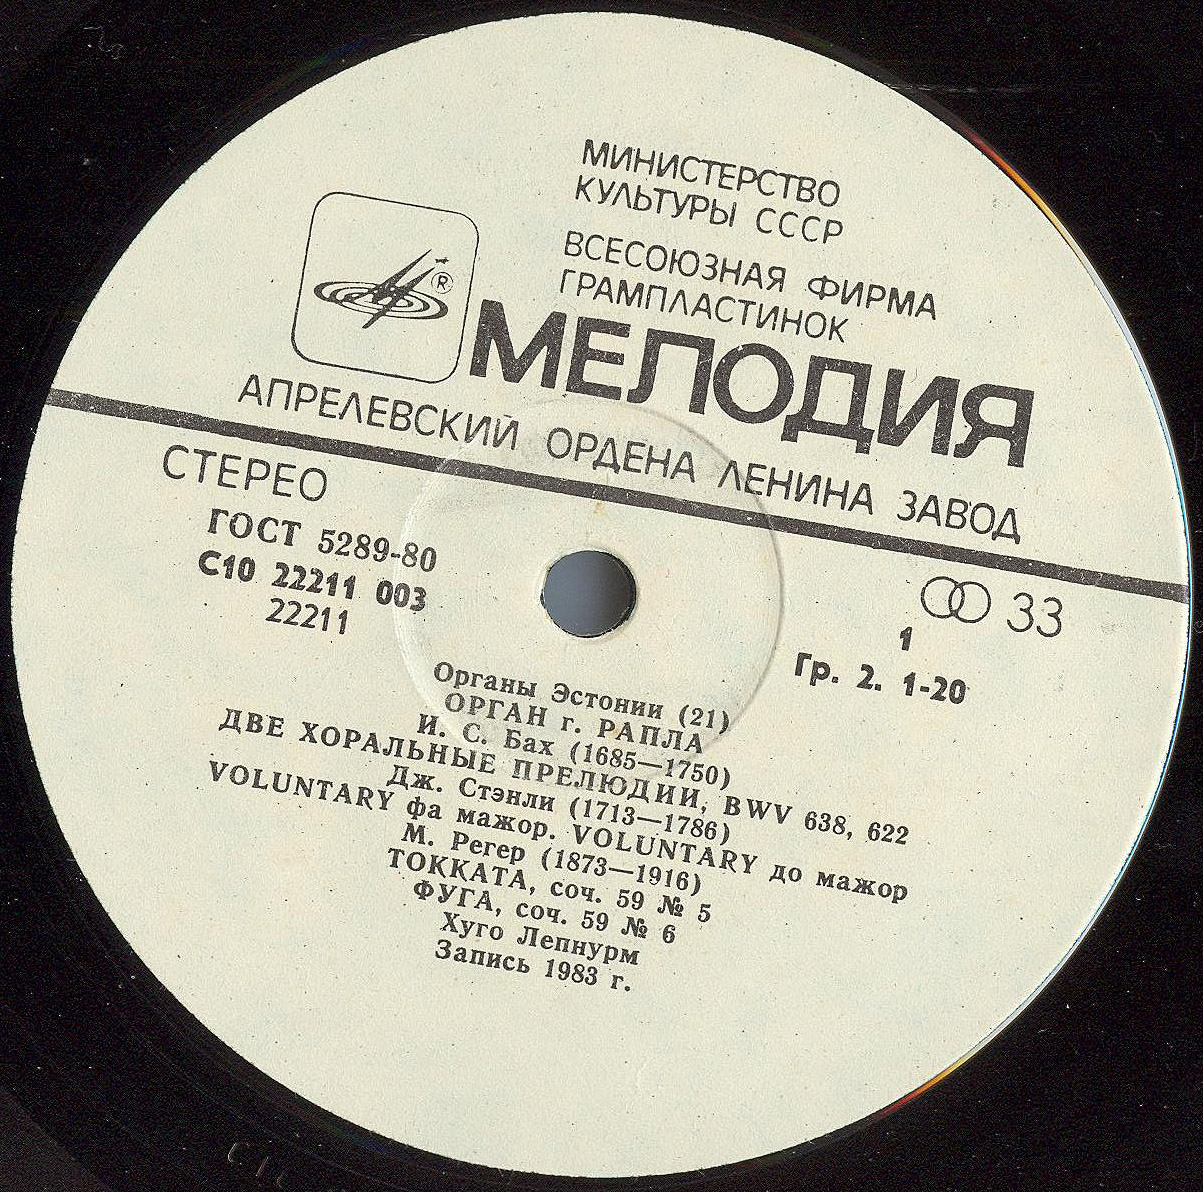 МИНИСТЕРСТВО
КУЛЬТУРЫ СССР
ВСЕСОЮЗНАЯ ФИРМА
ГРАМПЛАСТИНОК
®
МЕЛОДИЯ
АПРЕЛЕВСКИЙ ОРДЕНА ЛЕНИНА ЗАВОД
СТЕРЕО
ГОСТ 5289-80
С10 22211 003
22211
33
1
Гр. 2. 1-20
Органы Эстонии (21)
ОРГАН г. РАПЛА
И. С. Бах (1685—1750)
ДВЕ ХОРАЛЬНЫЕ ПРЕЛЮДИИ, BWV 638, 622
Дж. Стэнли (1713—1786)
VOLUNTARY фа мажор. VOLUNTARY до мажор
М. Регер (1873—1916)
ТОККАТА, соч. 59 № 5
ФУГА, соч. 59 № 6
Хуго Лепнурм
Запись 1983 г.